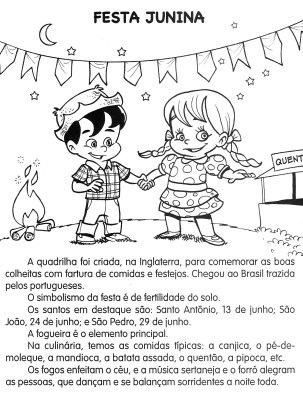 FESTA JUNINA
QUENT
A quadrilha foi criada, na Inglaterra, para comemorar as boas
colheitas com fartura de comidas e festejos. Chegou ao Brasil trazida
pelos portugueses.
O simbolismo da festa é de fertilidade do solo.
Os santos em destaque são: Santo Antônio, 13 de junho; São
João, 24 de junho; e São Pedro, 29 de junho.
A fogueira é o elemento principal.
Na culinária, temos as comidas típicas: a canjica, o pé-de-
moleque, a mandioca, a batata assada, o quentão, a pipoca, etc.
Os fogos enfeitam o céu, e a música sertaneja e o forró alegram
as pessoas, que dançam e se balançam sorridentes a noite toda.